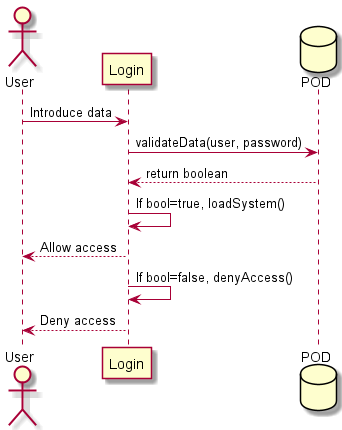 User
Login
POD
Introduce data
validateData(user, password)
return boolean
If bool=true, loadSystem()
Allow access
If bool=false, denyAccess()
Deny access
User
Login
POD